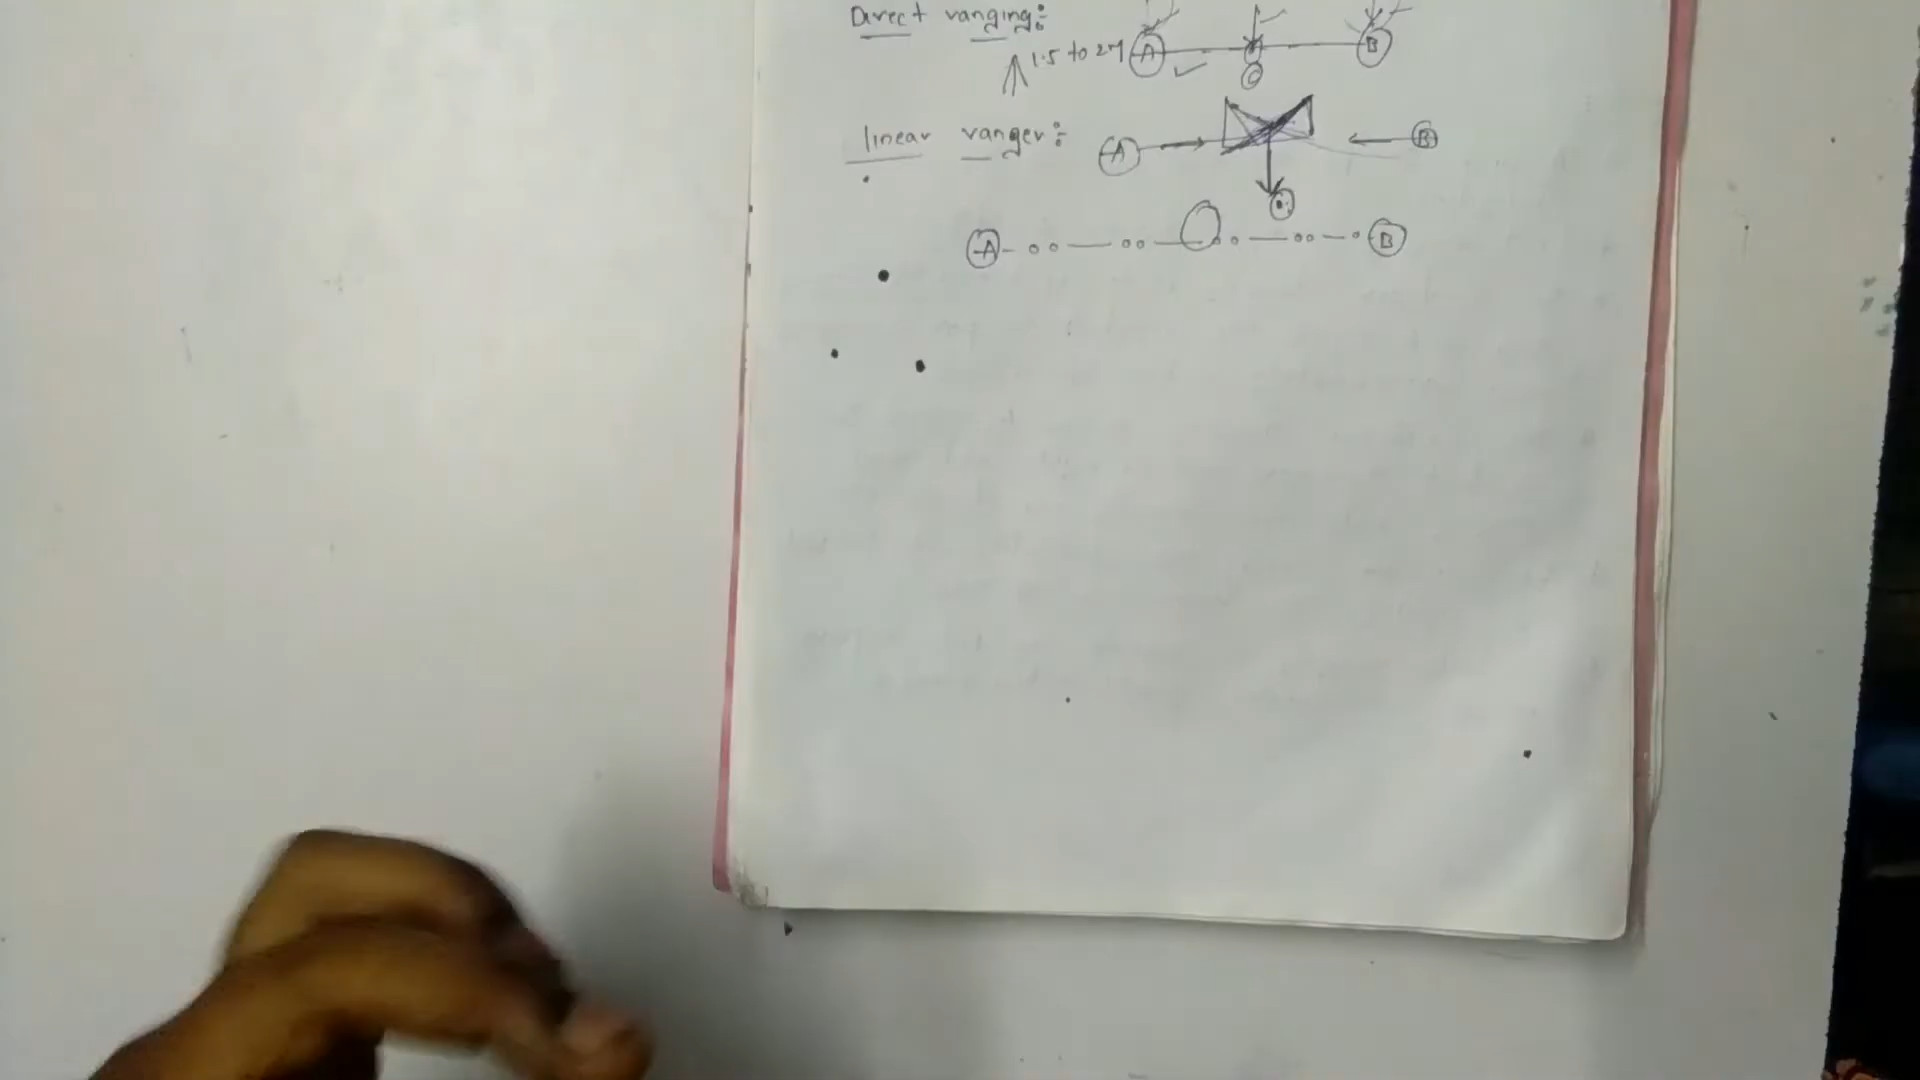 Direct ranging:
1.5 to 2m A C B
linear ranger:
A B
A B